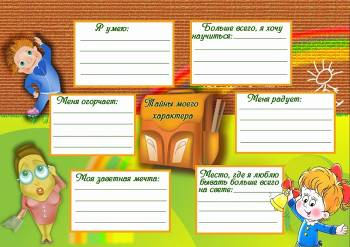 Я умею:
Больше всего, я хочу
научиться:
Меня огорчает:
Тайны моего
характера
Меня радует:
Моя заветная мечта:
Место, где я люблю
бывать больше всего
на свете: